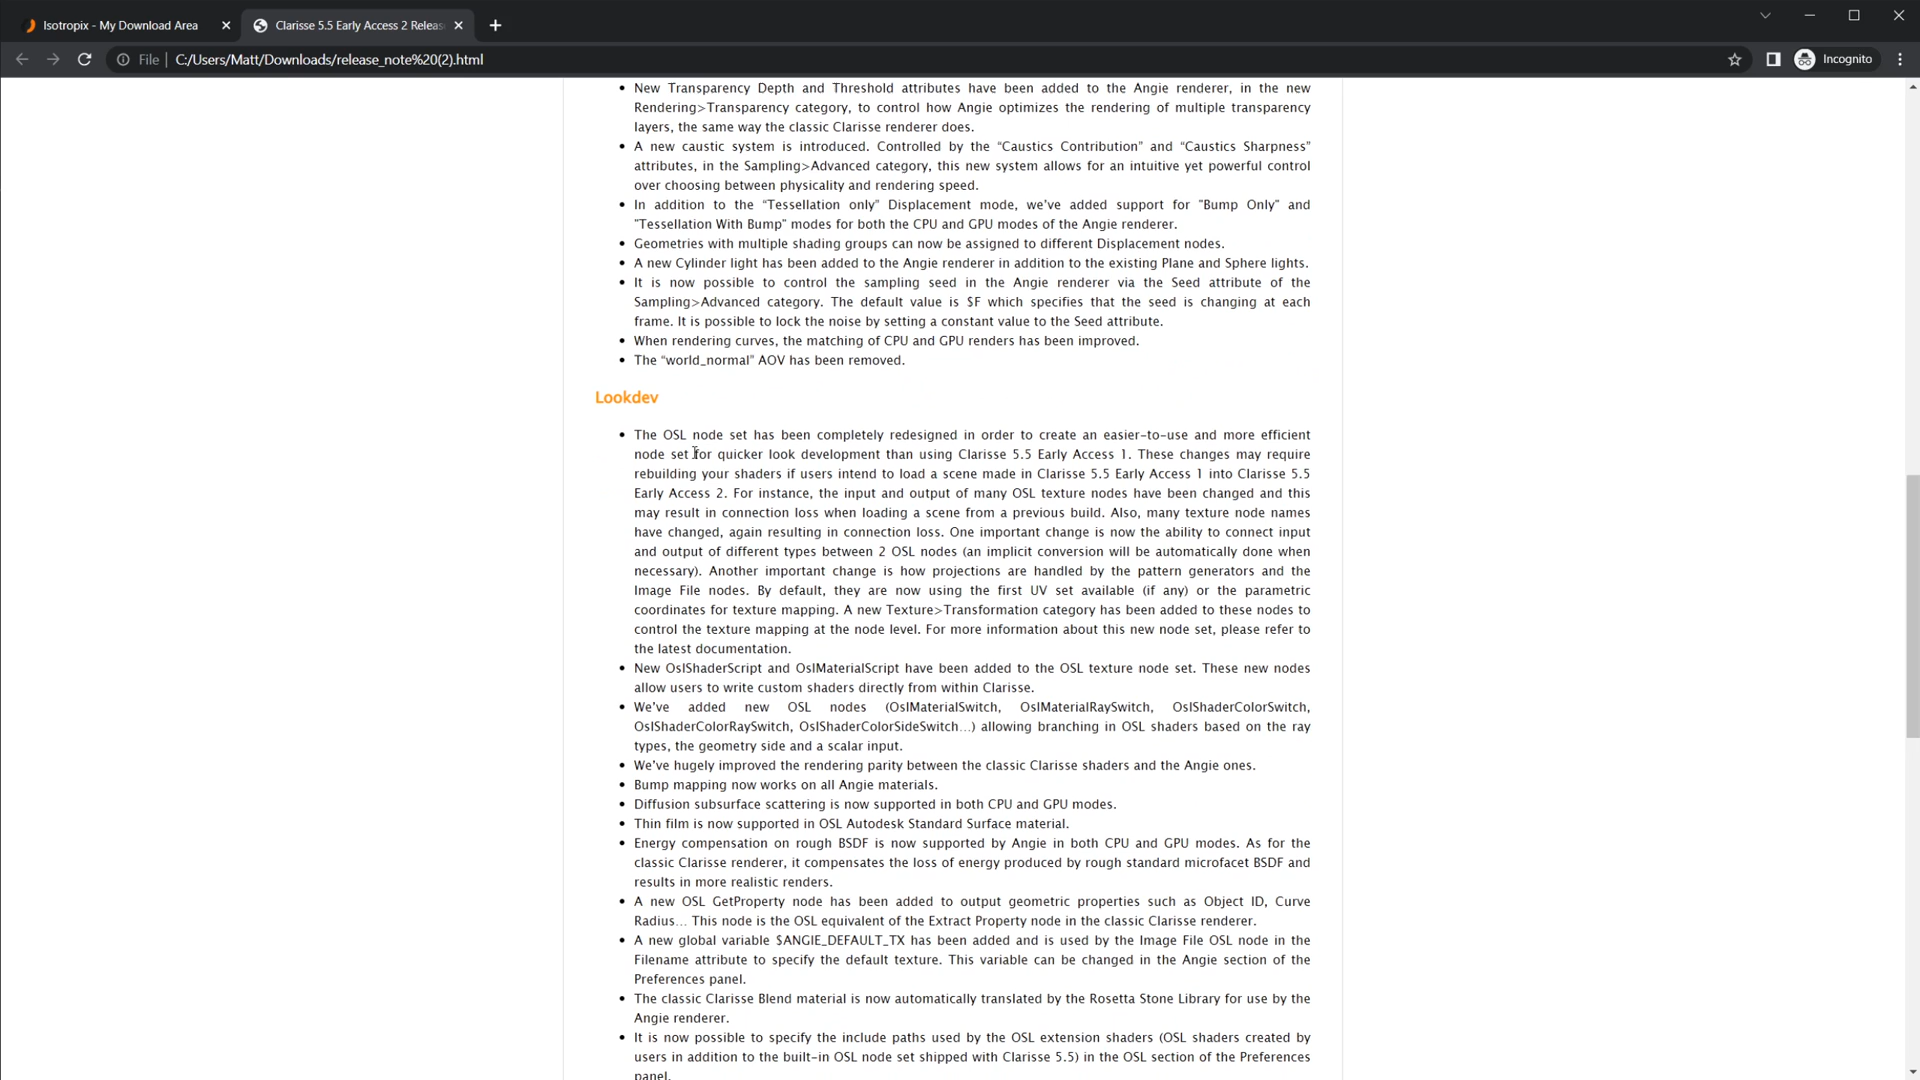 Isotropix - My Download Area
Clarisse 5.5 Early Access 2 Releas
File
C:/Users/Matt/Downloads/release_note%20(2).html
Incognito
New Transparency Depth and Threshold attributes have been added to the Angie renderer, in the new
Rendering>Transparency category, to control how Angie optimizes the rendering of multiple transparency
layers, the same way the classic Clarisse renderer does.
A new caustic system is introduced. Controlled by the “Caustics Contribution” and “Caustics Sharpness”
attributes, in the Sampling>Advanced category, this new system allows for an intuitive yet powerful control
over choosing between physicality and rendering speed.
In addition to the “Tessellation only” Displacement mode, we’ve added support for "Bump Only" and
"Tessellation With Bump" modes for both the CPU and GPU modes of the Angie renderer.
Geometries with multiple shading groups can now be assigned to different Displacement nodes.
A new Cylinder light has been added to the Angie renderer in addition to the existing Plane and Sphere lights.
It is now possible to control the sampling seed in the Angie renderer via the Seed attribute of the
Sampling>Advanced category. The default value is $F which specifies that the seed is changing at each
frame. It is possible to lock the noise by setting a constant value to the Seed attribute.
When rendering curves, the matching of CPU and GPU renders has been improved.
The “world_normal” AOV has been removed.
Lookdev
The OSL node set has been completely redesigned in order to create an easier-to-use and more efficient
node set for quicker look development than using Clarisse 5.5 Early Access 1. These changes may require
rebuilding your shaders if users intend to load a scene made in Clarisse 5.5 Early Access 1 into Clarisse 5.5
Early Access 2. For instance, the input and output of many OSL texture nodes have been changed and this
may result in connection loss when loading a scene from a previous build. Also, many texture node names
have changed, again resulting in connection loss. One important change is now the ability to connect input
and output of different types between 2 OSL nodes (an implicit conversion will be automatically done when
necessary). Another important change is how projections are handled by the pattern generators and the
Image File nodes. By default, they are now using the first UV set available (if any) or the parametric
coordinates for texture mapping. A new Texture>Transformation category has been added to these nodes to
control the texture mapping at the node level. For more information about this new node set, please refer to
the latest documentation.
New OslShaderScript and OslMaterialScript have been added to the OSL texture node set. These new nodes
allow users to write custom shaders directly from within Clarisse.
We’ve added new OSL nodes (OslMaterialSwitch, OslMaterialRaySwitch, OslShaderColorSwitch,
OslShaderColorRaySwitch, OslShaderColorSideSwitch…) allowing branching in OSL shaders based on the ray
types, the geometry side and a scalar input.
We’ve hugely improved the rendering parity between the classic Clarisse shaders and the Angie ones.
Bump mapping now works on all Angie materials.
Diffusion subsurface scattering is now supported in both CPU and GPU modes.
Thin film is now supported in OSL Autodesk Standard Surface material.
Energy compensation on rough BSDF is now supported by Angie in both CPU and GPU modes. As for the
classic Clarisse renderer, it compensates the loss of energy produced by rough standard microfacet BSDF and
results in more realistic renders.
A new OSL GetProperty node has been added to output geometric properties such as Object ID, Curve
Radius… This node is the OSL equivalent of the Extract Property node in the classic Clarisse renderer.
A new global variable $ANGIE_DEFAULT_TX has been added and is used by the Image File OSL node in the
Filename attribute to specify the default texture. This variable can be changed in the Angie section of the
Preferences panel.
The classic Clarisse Blend material is now automatically translated by the Rosetta Stone Library for use by the
Angie renderer.
It is now possible to specify the include paths used by the OSL extension shaders (OSL shaders created by
users in addition to the built-in OSL node set shipped with Clarisse 5.5) in the OSL section of the Preferences
panel.